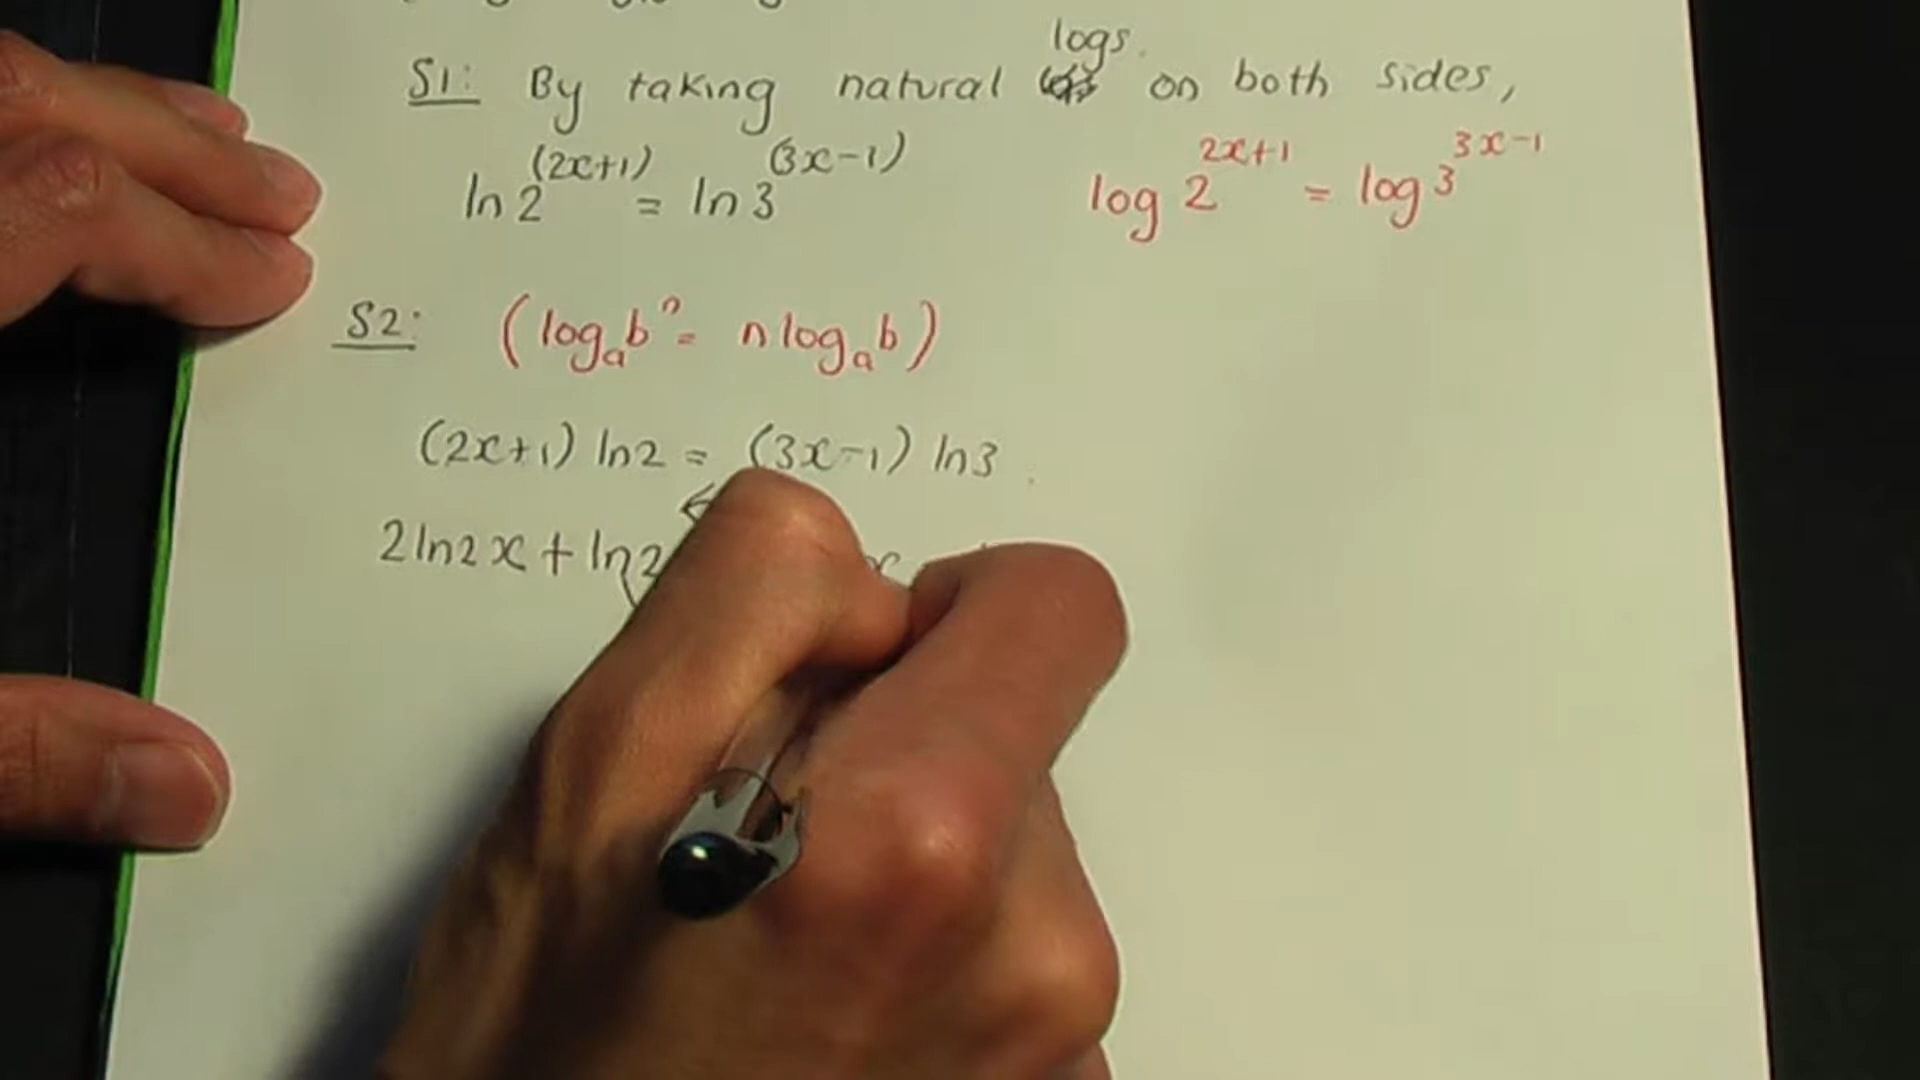 logs.
S1: By taking natural on both sides,
ln 2^(2x+1) = ln 3^(3x-1)
log 2^2x+1 = log 3^3x-1
S2: (log_a b^n = n log_a b)
(2x+1) ln2 = (3x-1) ln3
2ln2x + ln2